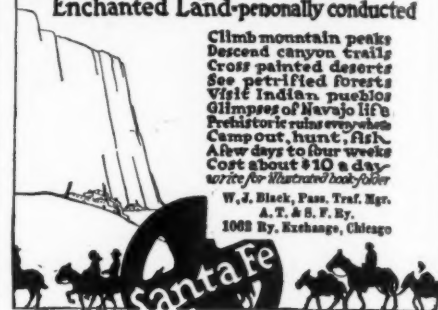 Enchanted Land-personally conducted
Climb mountain peaks
Descend canyon trails
Cross painted deserts
See petrified forests
Visit Indian pueblos
Glimpses of Navajo life
Prehistoric ruins everywhere
Camp out, hunt, fish
A few days to four weeks
Cost about $10 a day—
write for illustrated book-folder
W. J. Black, Pass. Traf. Mgr.
A. T. & S. F. Ry.
1062 Ry. Exchange, Chicago
Santa Fe